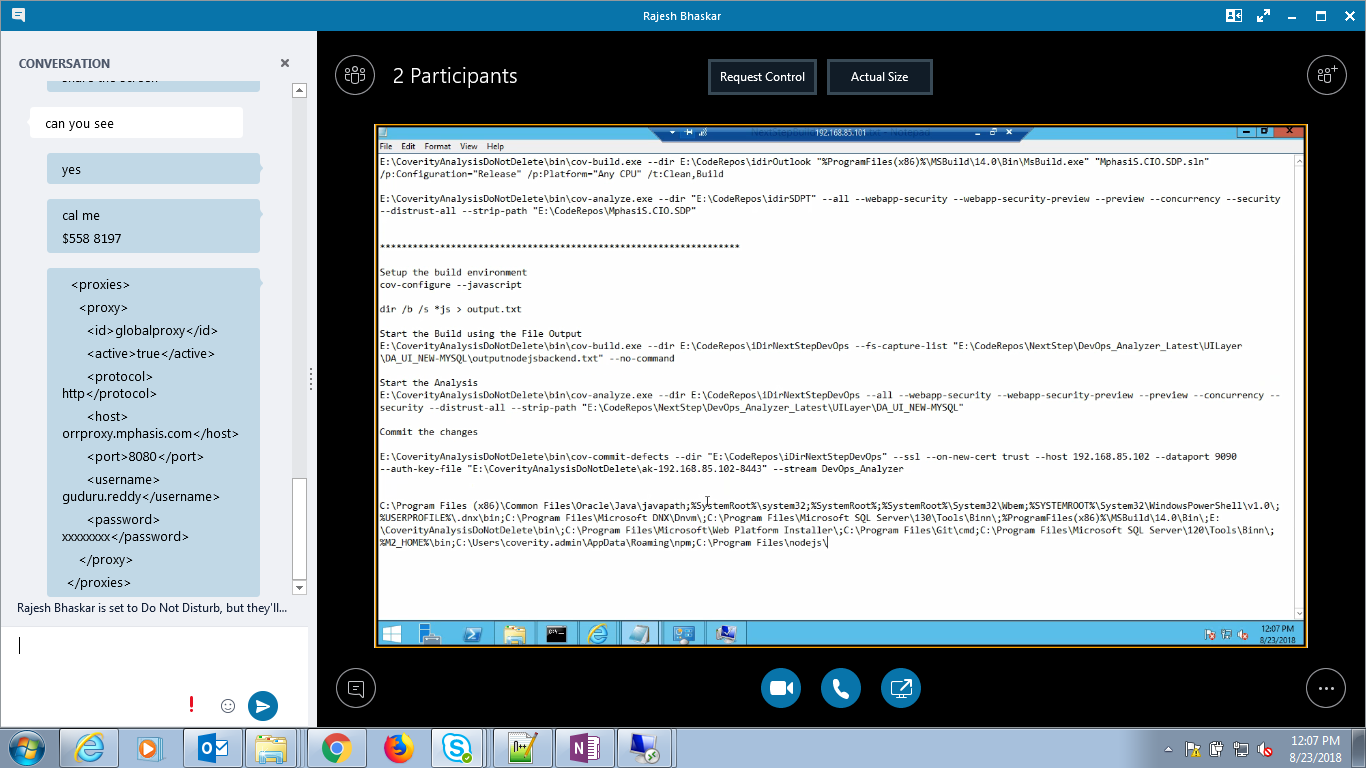 Rajesh Bhaskar
CONVERSATION
can you see
yes
cal me
$558 8197
<proxies>
<proxy>
<id>globalproxy</id>
<active>true</active>
<protocol>
http</protocol>
<host>
orrproxy.mphasis.com</host>
<port>8080</port>
<username>
guduru.reddy</username>
<password>
xxxxxxxx</password>
</proxy>
</proxies>
Rajesh Bhaskar is set to Do Not Disturb, but they'll...
2 Participants
Request Control
Actual Size
192.168.85.101
File Edit Format View Help
E:\CoverityAnalysisDoNotDelete\bin\cov-build.exe --dir E:\CodeRepos\idirOutlook "%ProgramFiles(x86)%\MSBuild\14.0\Bin\MsBuild.exe" "MphasiS.CIO.SDP.sln"
/p:Configuration="Release" /p:Platform="Any CPU" /t:Clean,Build
E:\CoverityAnalysisDoNotDelete\bin\cov-analyze.exe --dir "E:\CodeRepos\idirSDPT" --all --webapp-security --webapp-security-preview --preview --concurrency --security
--distrust-all --strip-path "E:\CodeRepos\MphasiS.CIO.SDP"
******************************************************************
Setup the build environment
cov-configure --javascript
dir /b /s *js > output.txt
Start the Build using the File Output
E:\CoverityAnalysisDoNotDelete\bin\cov-build.exe --dir E:\CodeRepos\iDirNextStepDevOps --fs-capture-list "E:\CodeRepos\NextStep\DevOps_Analyzer_Latest\UILayer
\DA_UI_NEW-MYSQL\outputnodejsbackend.txt" --no-command
Start the Analysis
E:\CoverityAnalysisDoNotDelete\bin\cov-analyze.exe --dir E:\CodeRepos\iDirNextStepDevOps --all --webapp-security --webapp-security-preview --preview --concurrency --
security --distrust-all --strip-path "E:\CodeRepos\NextStep\DevOps_Analyzer_Latest\UILayer\DA_UI_NEW-MYSQL"
Commit the changes
E:\CoverityAnalysisDoNotDelete\bin\cov-commit-defects --dir "E:\CodeRepos\iDirNextStepDevOps" --ssl --on-new-cert trust --host 192.168.85.102 --dataport 9090
--auth-key-file "E:\CoverityAnalysisDoNotDelete\ak-192.168.85.102-8443" --stream DevOps_Analyzer
C:\Program Files (x86)\Common Files\Oracle\Java\javapath;%SystemRoot%\system32;%SystemRoot%;%SystemRoot%\System32\Wbem;%SYSTEMROOT%\System32\WindowsPowerShell\v1.0\;
%USERPROFILE%\.dnx\bin;C:\Program Files\Microsoft DNX\Dnvm\;C:\Program Files\Microsoft SQL Server\130\Tools\Binn\;%ProgramFiles(x86)%\MSBuild\14.0\Bin\;E:
\CoverityAnalysisDoNotDelete\bin\;C:\Program Files\Microsoft\Web Platform Installer\;C:\Program Files\Git\cmd;C:\Program Files\Microsoft SQL Server\120\Tools\Binn\;
%M2_HOME%\bin;C:\Users\coverity.admin\AppData\Roaming\npm;C:\Program Files\nodejs\
12:07 PM
8/23/2018
12:07 PM
8/23/2018